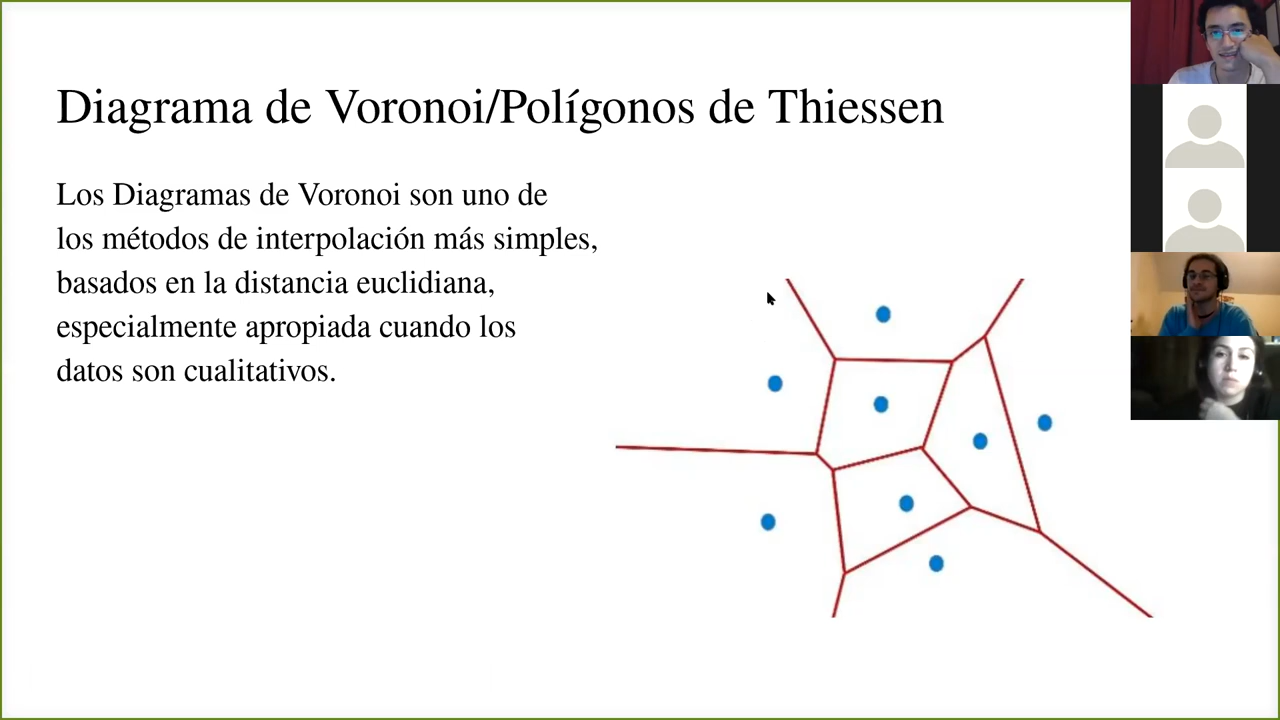 Diagrama de Voronoi/Polígonos de Thiessen
Los Diagramas de Voronoi son uno de
los métodos de interpolación más simples,
basados en la distancia euclidiana,
especialmente apropiada cuando los
datos son cualitativos.